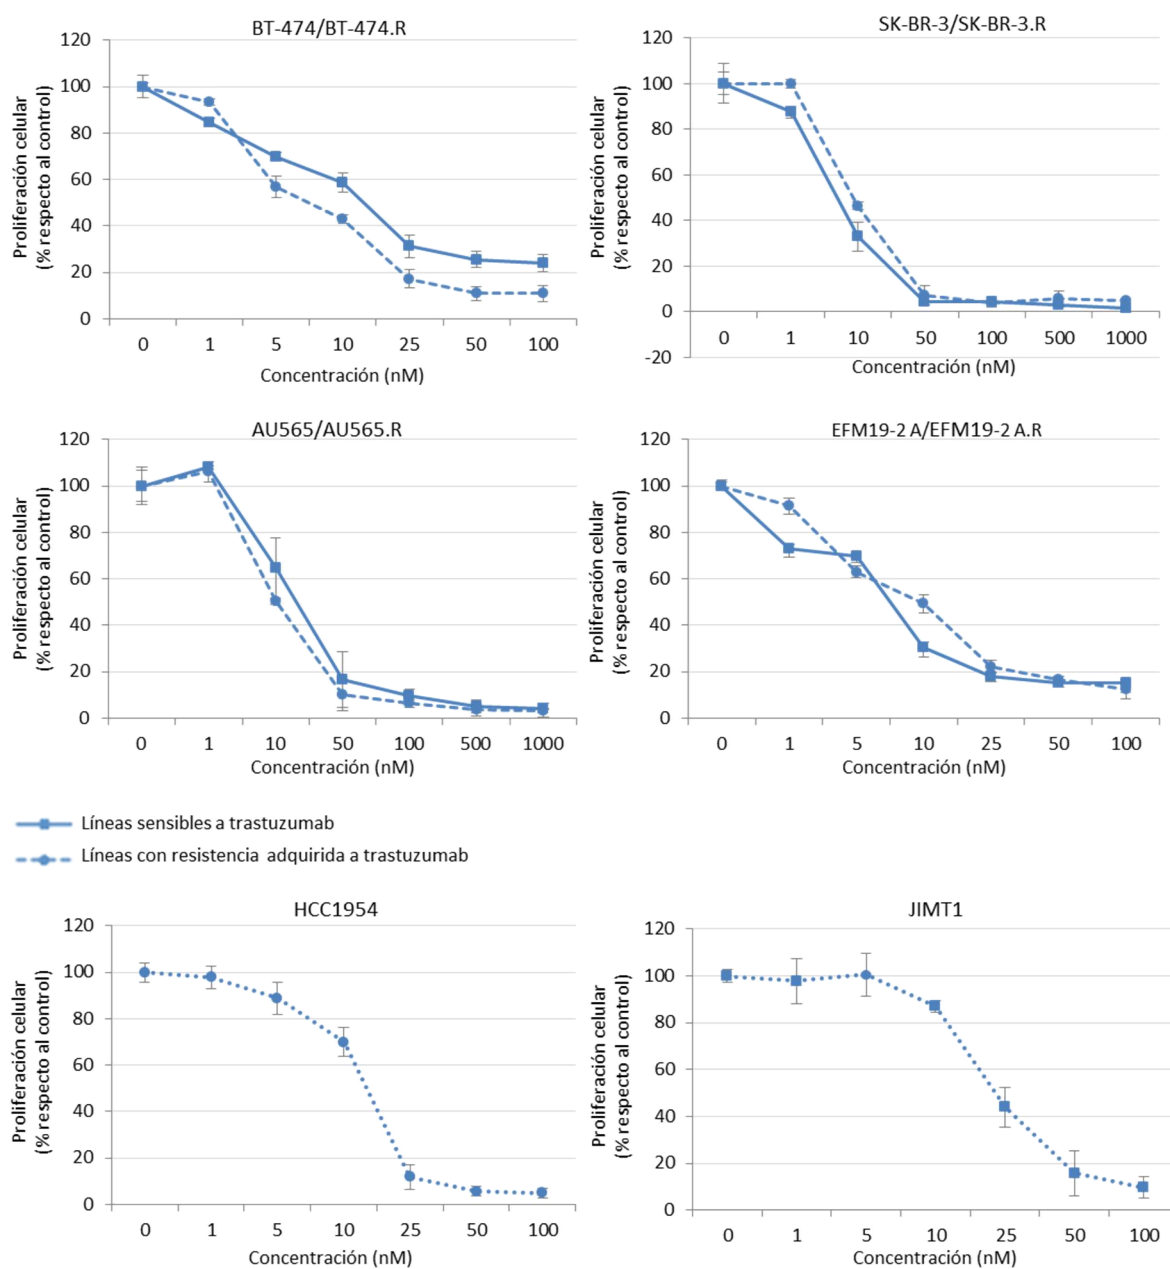 BT-474/BT-474.R
Proliferación celular
(% respecto al control)
120
100
80
60
40
20
0
0 1 5 10 25 50 100
Concentración (nM)
SK-BR-3/SK-BR-3.R
Proliferación celular
(% respecto al control)
120
100
80
60
40
20
0
-20
0 1 10 50 100 500 1000
Concentración (nM)
AU565/AU565.R
Proliferación celular
(% respecto al control)
120
100
80
60
40
20
0
0 1 10 50 100 500 1000
Concentración (nM)
EFM19-2 A/EFM19-2 A.R
Proliferación celular
(% respecto al control)
120
100
80
60
40
20
0
0 1 5 10 25 50 100
Concentración (nM)
Líneas sensibles a trastuzumab
Líneas con resistencia adquirida a trastuzumab
HCC1954
Proliferación celular
(% respecto al control)
120
100
80
60
40
20
0
0 1 5 10 25 50 100
Concentración (nM)
JIMT1
Proliferación celular
(% respecto al control)
120
100
80
60
40
20
0
0 1 5 10 25 50 100
Concentración (nM)